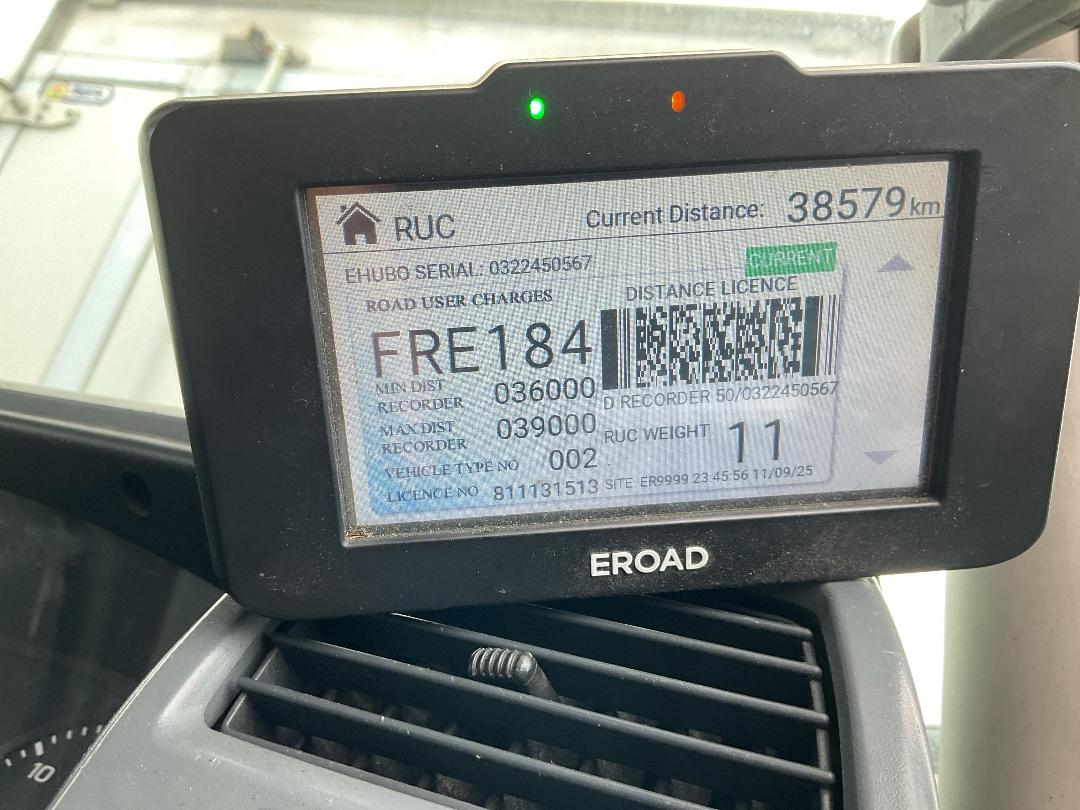 RUC Current Distance: 38579 km
EHUBO SERIAL: 0322450567 CURRENT
ROAD USER CHARGES DISTANCE LICENCE
FRE184
MIN DIST RECORDER 036000
D RECORDER 50/0322450567
MAX DIST RECORDER 039000
RUC WEIGHT 11
VEHICLE TYPE NO 002
LICENCE NO 811131513 SITE: ER9999 23:45:56 11/09/25
EROAD
10